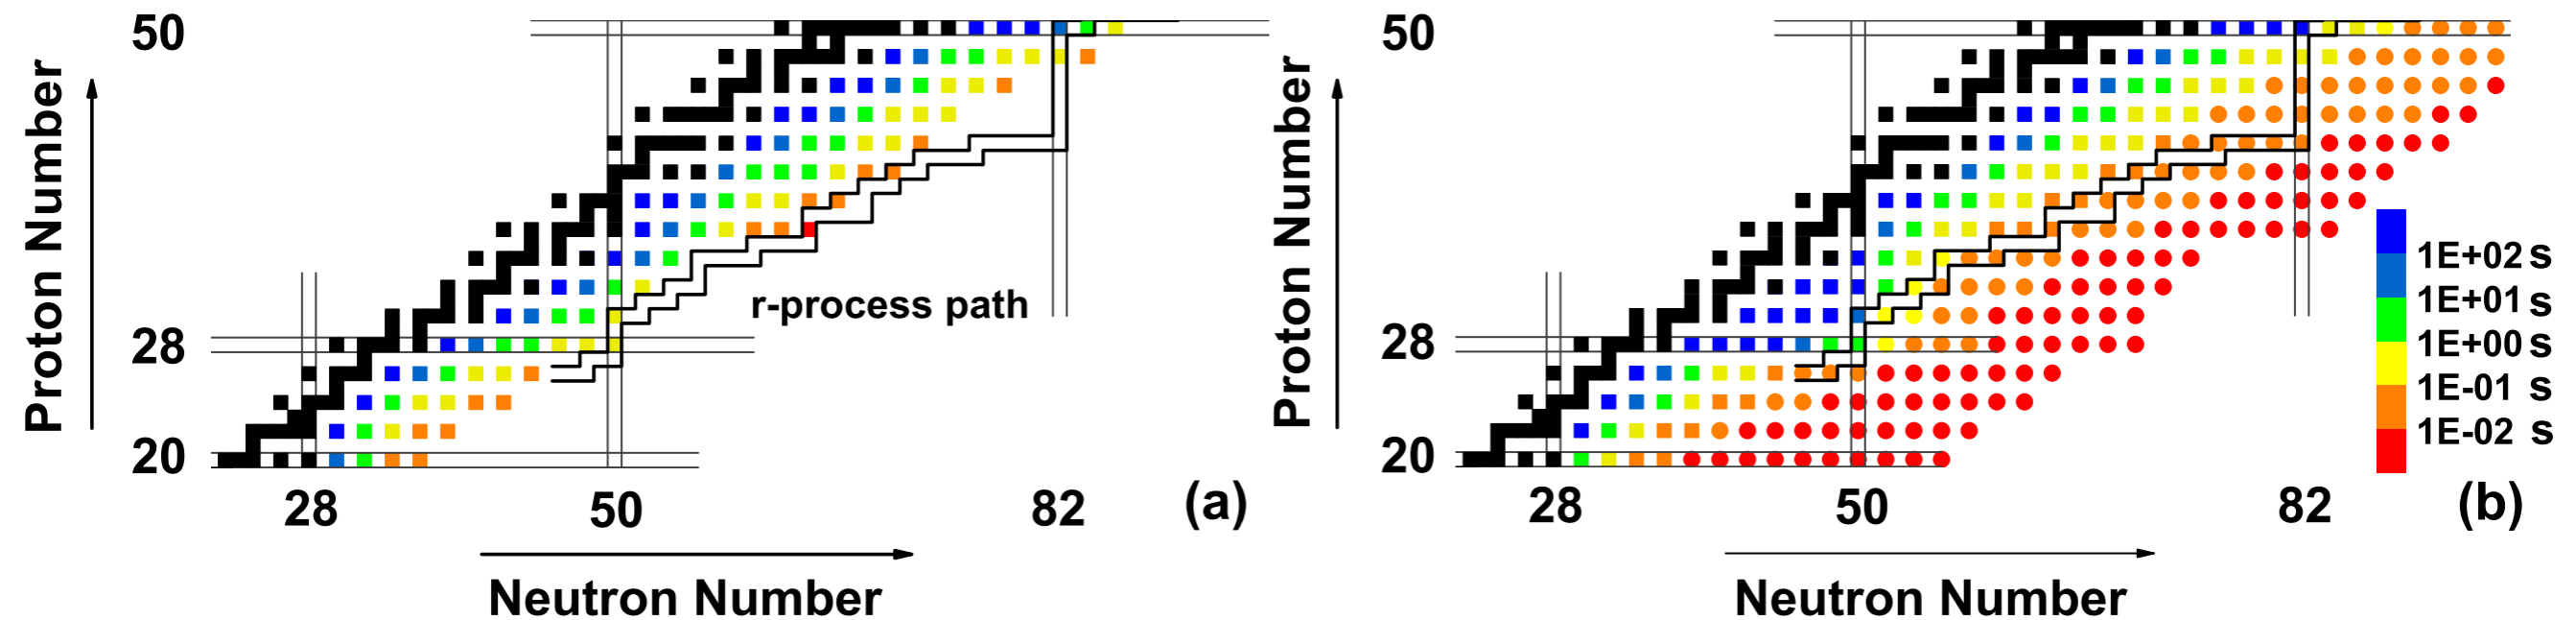 50
28
20
Proton Number
28
50
82
Neutron Number
r-process path
(a)
50
28
20
Proton Number
28
50
82
Neutron Number
1E+02 s
1E+01 s
1E+00 s
1E-01 s
1E-02 s
(b)